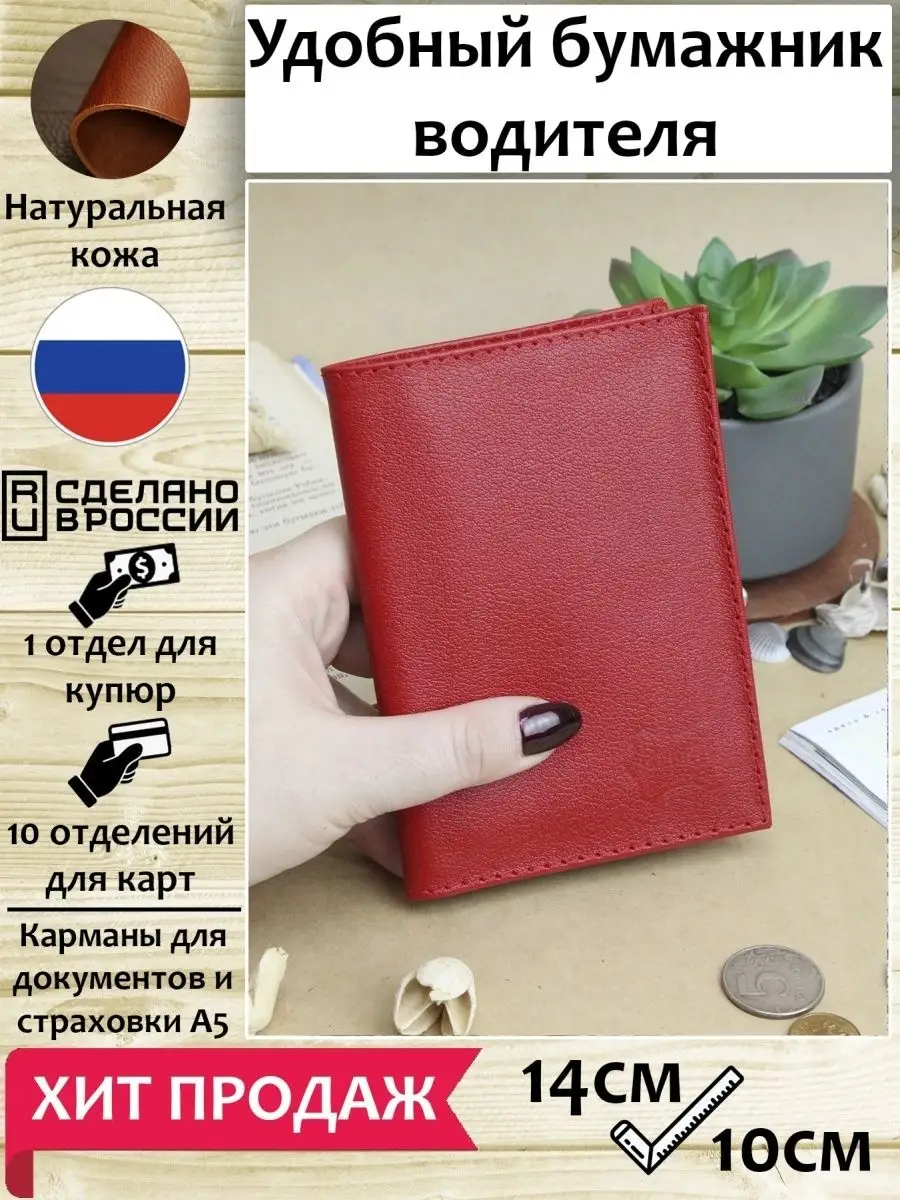 Удобный бумажник
водителя
Натуральная
кожа
RU
СДЕЛАНО
В РОССИИ
1 отдел для
купюр
10 отделений
для карт
Карманы для
документов и
страховки А5
ХИТ ПРОДАЖ
14см
10см
5